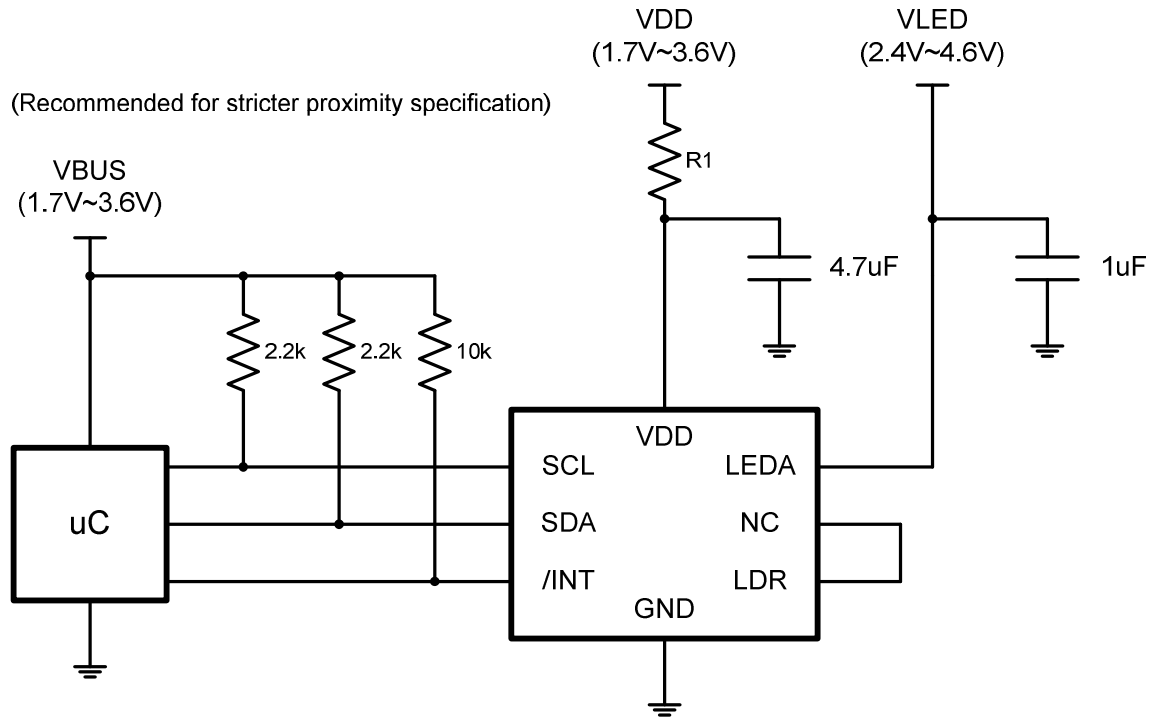 VDD
(1.7V~3.6V)
VLED
(2.4V~4.6V)
(Recommended for stricter proximity specification)
VBUS
(1.7V~3.6V)
R1
4.7uF
1uF
2.2k
2.2k
10k
VDD
SCL
LEDA
uC
SDA
NC
/INT
LDR
GND